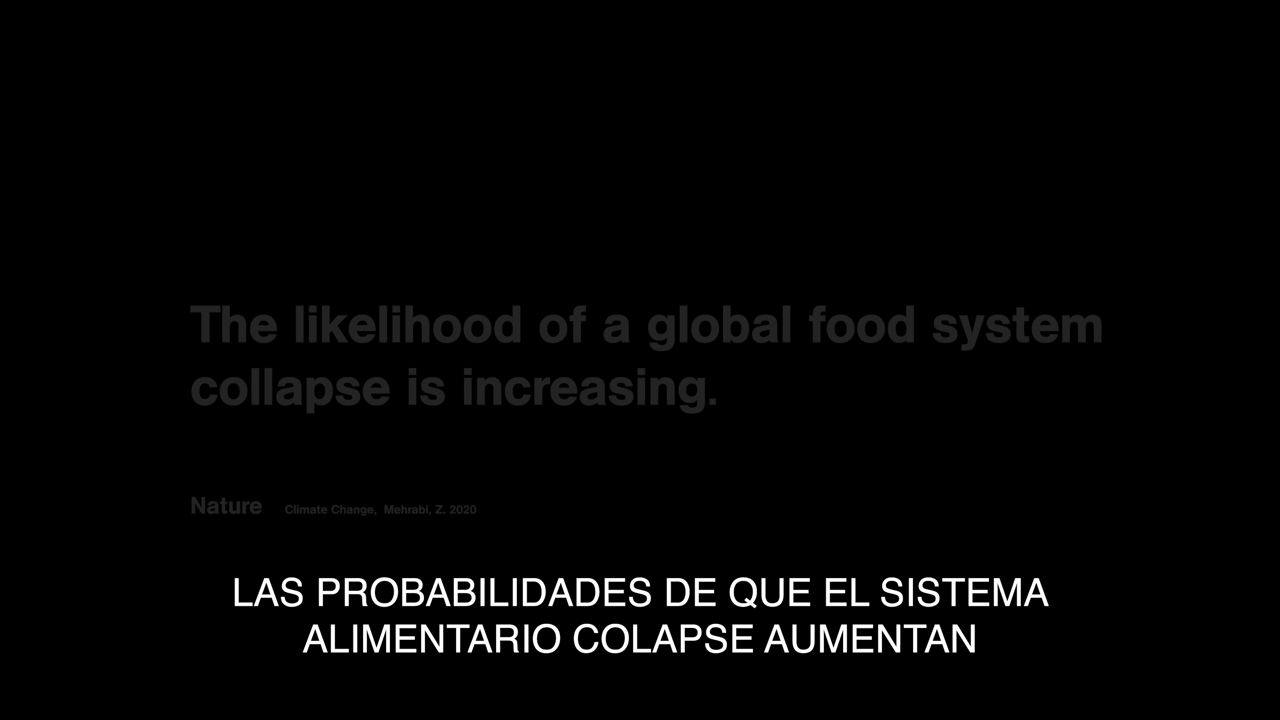 The likelihood of a global food system
collapse is increasing.
Nature Climate Change, Mehrabi, Z. 2020
LAS PROBABILIDADES DE QUE EL SISTEMA
ALIMENTARIO COLAPSE AUMENTAN